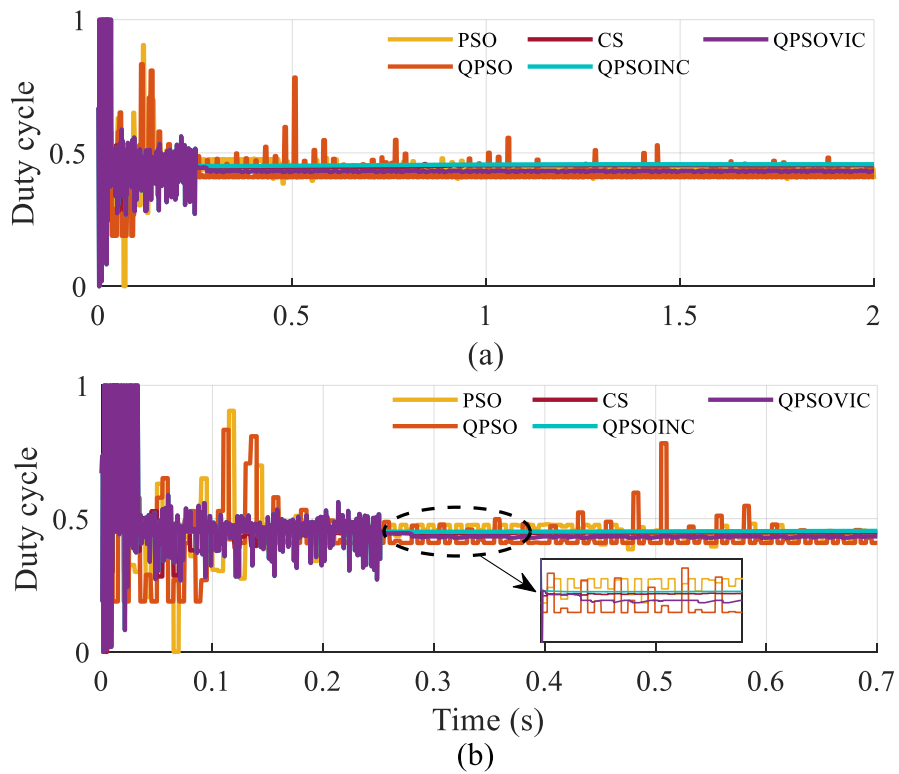 1
PSO
CS
QPSOVIC
QPSO
QPSOINC
Duty cycle
0.5
0
0
0.5
1
1.5
2
(a)
1
PSO
CS
QPSOVIC
QPSO
QPSOINC
Duty cycle
0.5
0
0
0.1
0.2
0.3
0.4
0.5
0.6
0.7
Time (s)
(b)